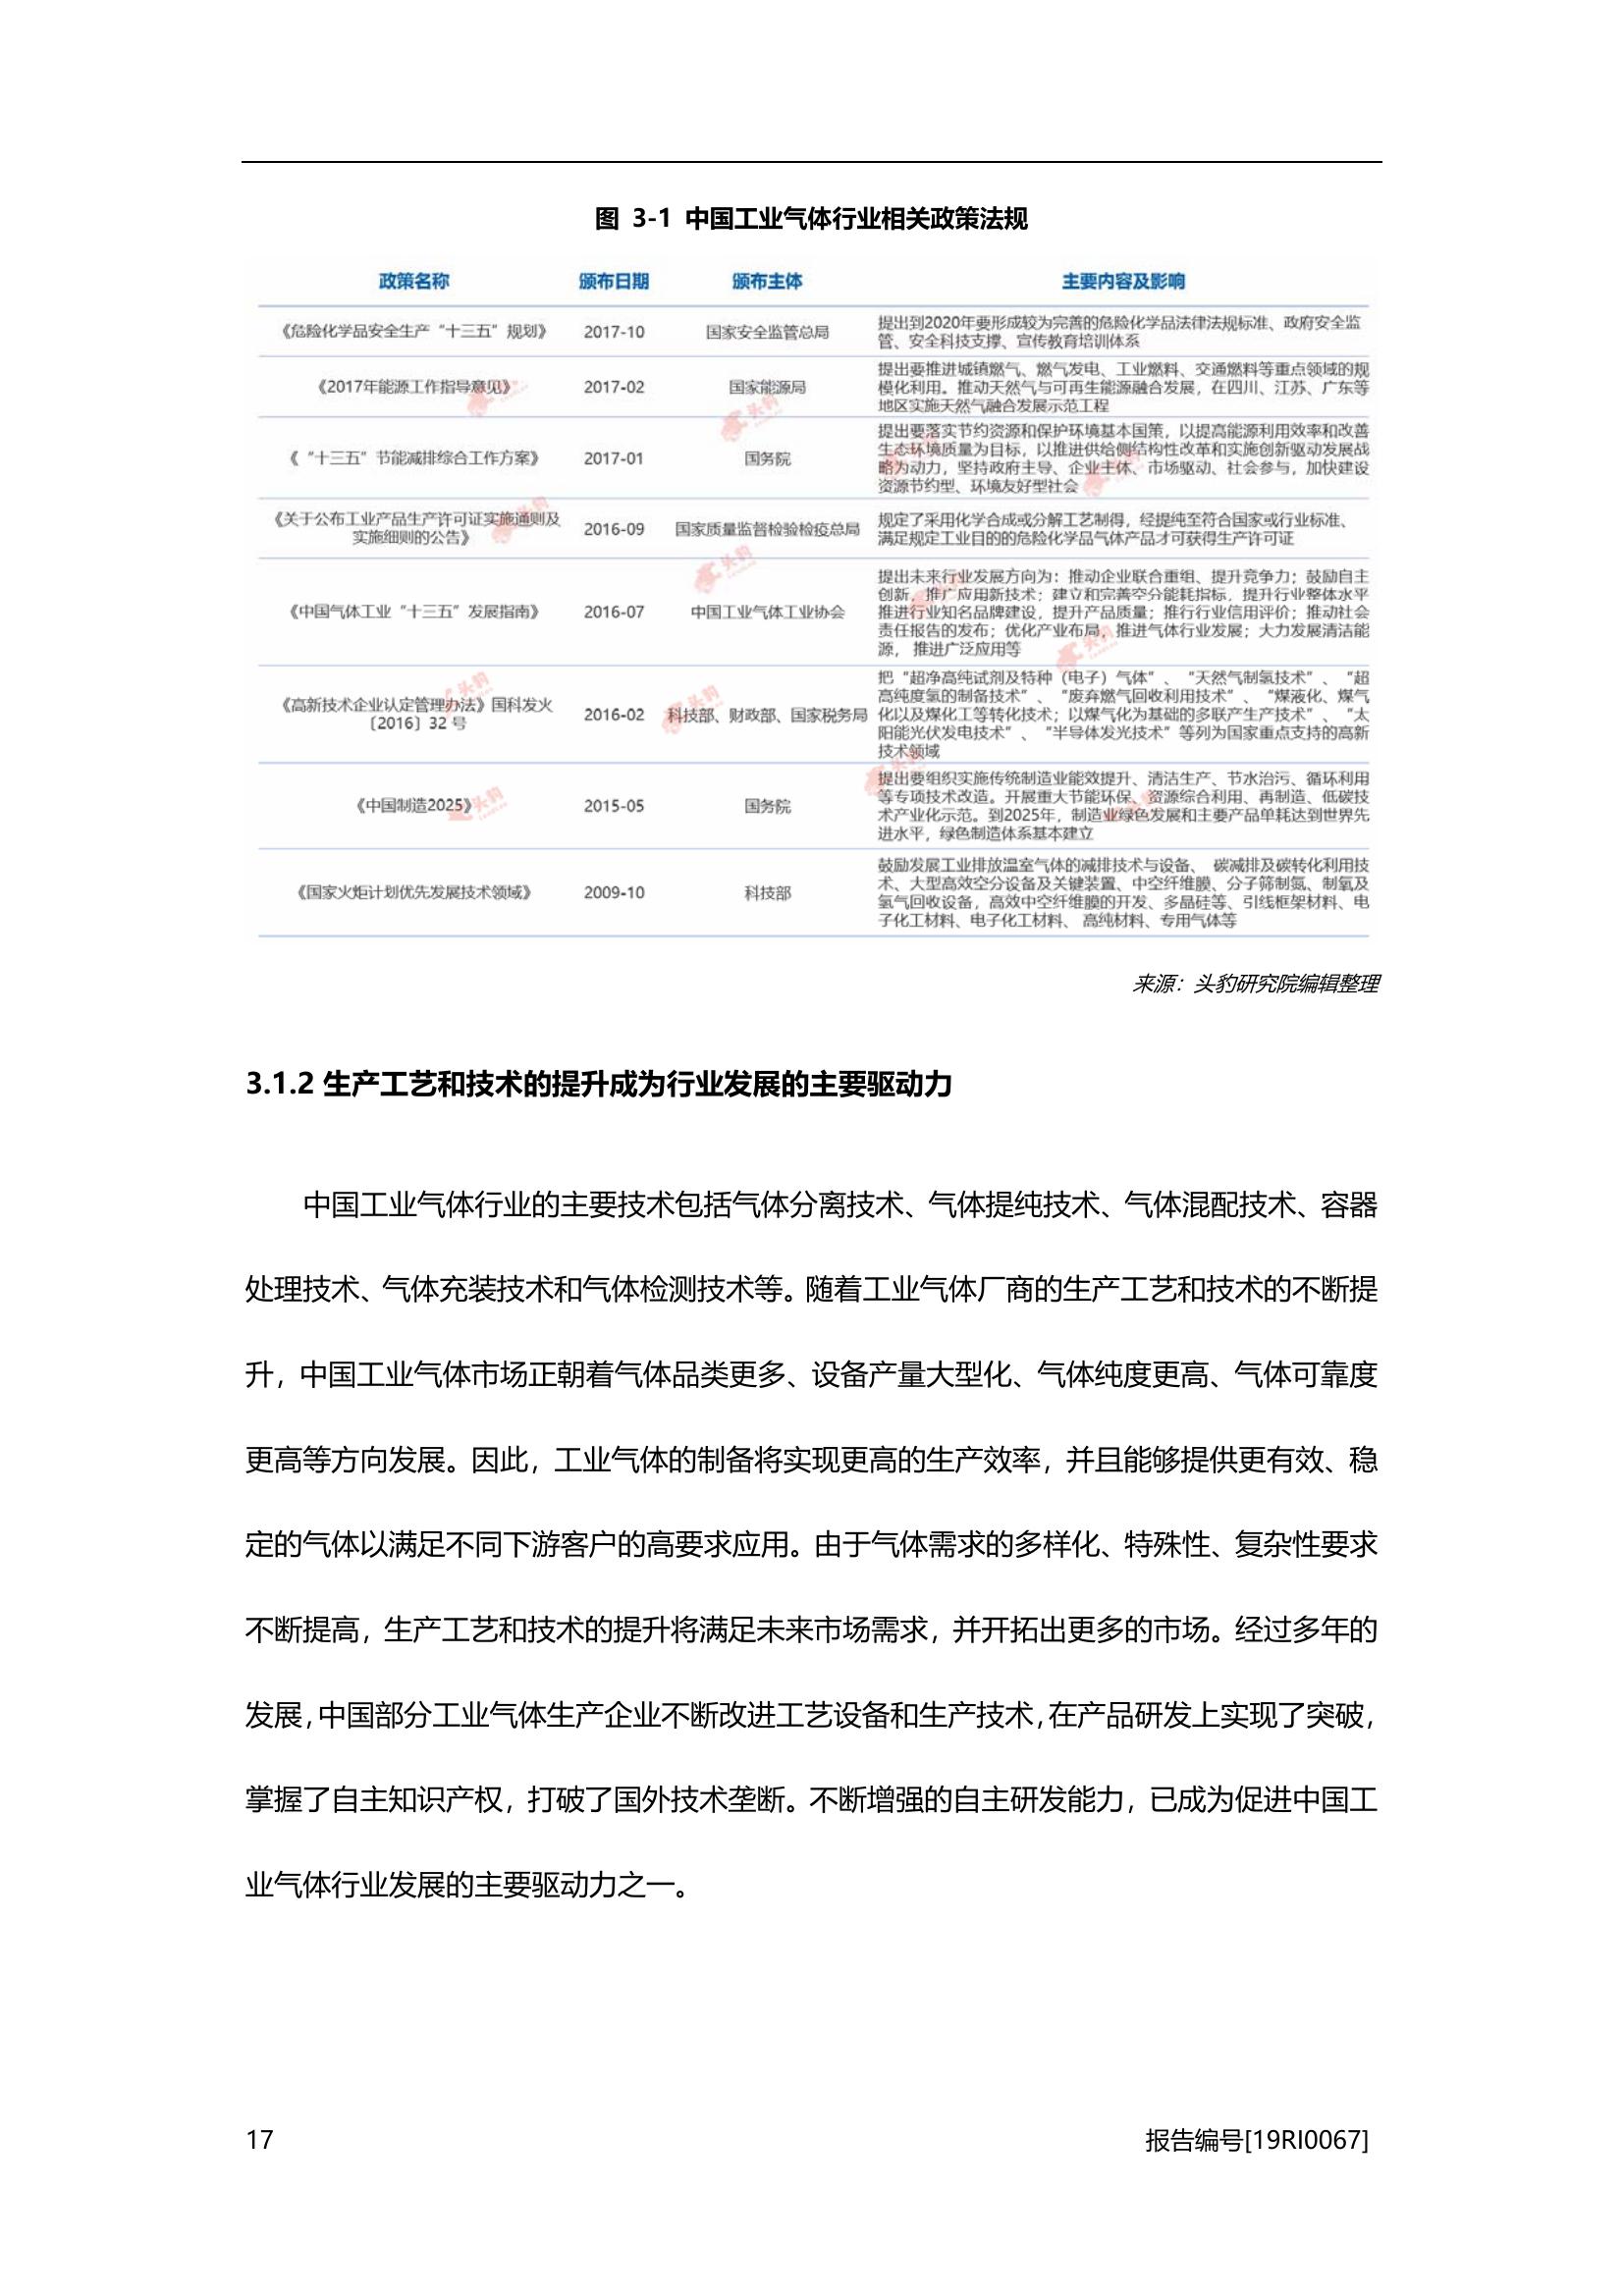 图 3-1 中国工业气体行业相关政策法规
政策名称 颁布日期 颁布主体 主要内容及影响
《危险化学品安全生产“十三五”规划》 2017-10 国家安全监管总局 提出到2020年要形成较为完善的危险化学品法律法规标准、政府安全监
管、安全科技支撑、宣传教育培训体系
《2017年能源工作指导意见》 2017-02 国家能源局 提出要推进城镇燃气、燃气发电、工业燃料、交通燃料等重点领域的规
模化利用。推动天然气与可再生能源融合发展，在四川、江苏、广东等
地区实施天然气融合发展示范工程
《“十三五”节能减排综合工作方案》 2017-01 国务院 提出要落实节约资源和保护环境基本国策，以提高能源利用效率和改善
生态环境质量为目标，以推进供给侧结构性改革和实施创新驱动发展战
略为动力，坚持政府主导、企业主体、市场驱动、社会参与，加快建设
资源节约型、环境友好型社会
《关于公布工业产品生产许可证实施通则及
实施细则的公告》 2016-09 国家质量监督检验检疫总局 规定了采用化学合成或分解工艺制得，经提纯至符合国家或行业标准、
满足规定工业目的的危险化学品气体产品才可获得生产许可证
《中国气体工业“十三五”发展指南》 2016-07 中国工业气体工业协会 提出未来行业发展方向为：推动企业联合重组、提升竞争力；鼓励自主
创新，推广应用新技术；建立和完善空分能耗指标，提升行业整体水平
推进行业知名品牌建设，提升产品质量；推行行业信用评价；推动社会
责任报告的发布；优化产业布局，推进气体行业发展；大力发展清洁能
源， 推进广泛应用等
《高新技术企业认定管理办法》国科发火
〔2016〕32 号 2016-02 科技部、财政部、国家税务局 把“超净高纯试剂及特种（电子）气体”、“天然气制氢技术”、“超
高纯度氢的制备技术”、“废弃燃气回收利用技术”、“煤液化、煤气
化以及煤化工等转化技术；以煤气化为基础的多联产生产技术”、“太
阳能光伏发电技术”、“半导体发光技术”等列为国家重点支持的高新
技术领域
《中国制造2025》 2015-05 国务院 提出要组织实施传统制造业能效提升、清洁生产、节水治污、循环利用
等专项技术改造。开展重大节能环保、资源综合利用、再制造、低碳技
术产业化示范。到2025年，制造业绿色发展和主要产品单耗达到世界先
进水平，绿色制造体系基本建立
《国家火炬计划优先发展技术领域》 2009-10 科技部 鼓励发展工业排放温室气体的减排技术与设备、 碳减排及碳转化利用技
术、大型高效空分设备及关键装置、中空纤维膜、分子筛制氮、制氧及
氢气回收设备，高效中空纤维膜的开发、多晶硅等、引线框架材料、电
子化工材料、电子化工材料、 高纯材料、专用气体等
来源：头豹研究院编辑整理
3.1.2 生产工艺和技术的提升成为行业发展的主要驱动力
中国工业气体行业的主要技术包括气体分离技术、气体提纯技术、气体混配技术、容器
处理技术、气体充装技术和气体检测技术等。随着工业气体厂商的生产工艺和技术的不断提
升，中国工业气体市场正朝着气体品类更多、设备产量大型化、气体纯度更高、气体可靠度
更高等方向发展。因此，工业气体的制备将实现更高的生产效率，并且能够提供更有效、稳
定的气体以满足不同下游客户的高要求应用。由于气体需求的多样化、特殊性、复杂性要求
不断提高，生产工艺和技术的提升将满足未来市场需求，并开拓出更多的市场。经过多年的
发展，中国部分工业气体生产企业不断改进工艺设备和生产技术，在产品研发上实现了突破，
掌握了自主知识产权，打破了国外技术垄断。不断增强的自主研发能力，已成为促进中国工
业气体行业发展的主要驱动力之一。
17 报告编号[19RI0067]